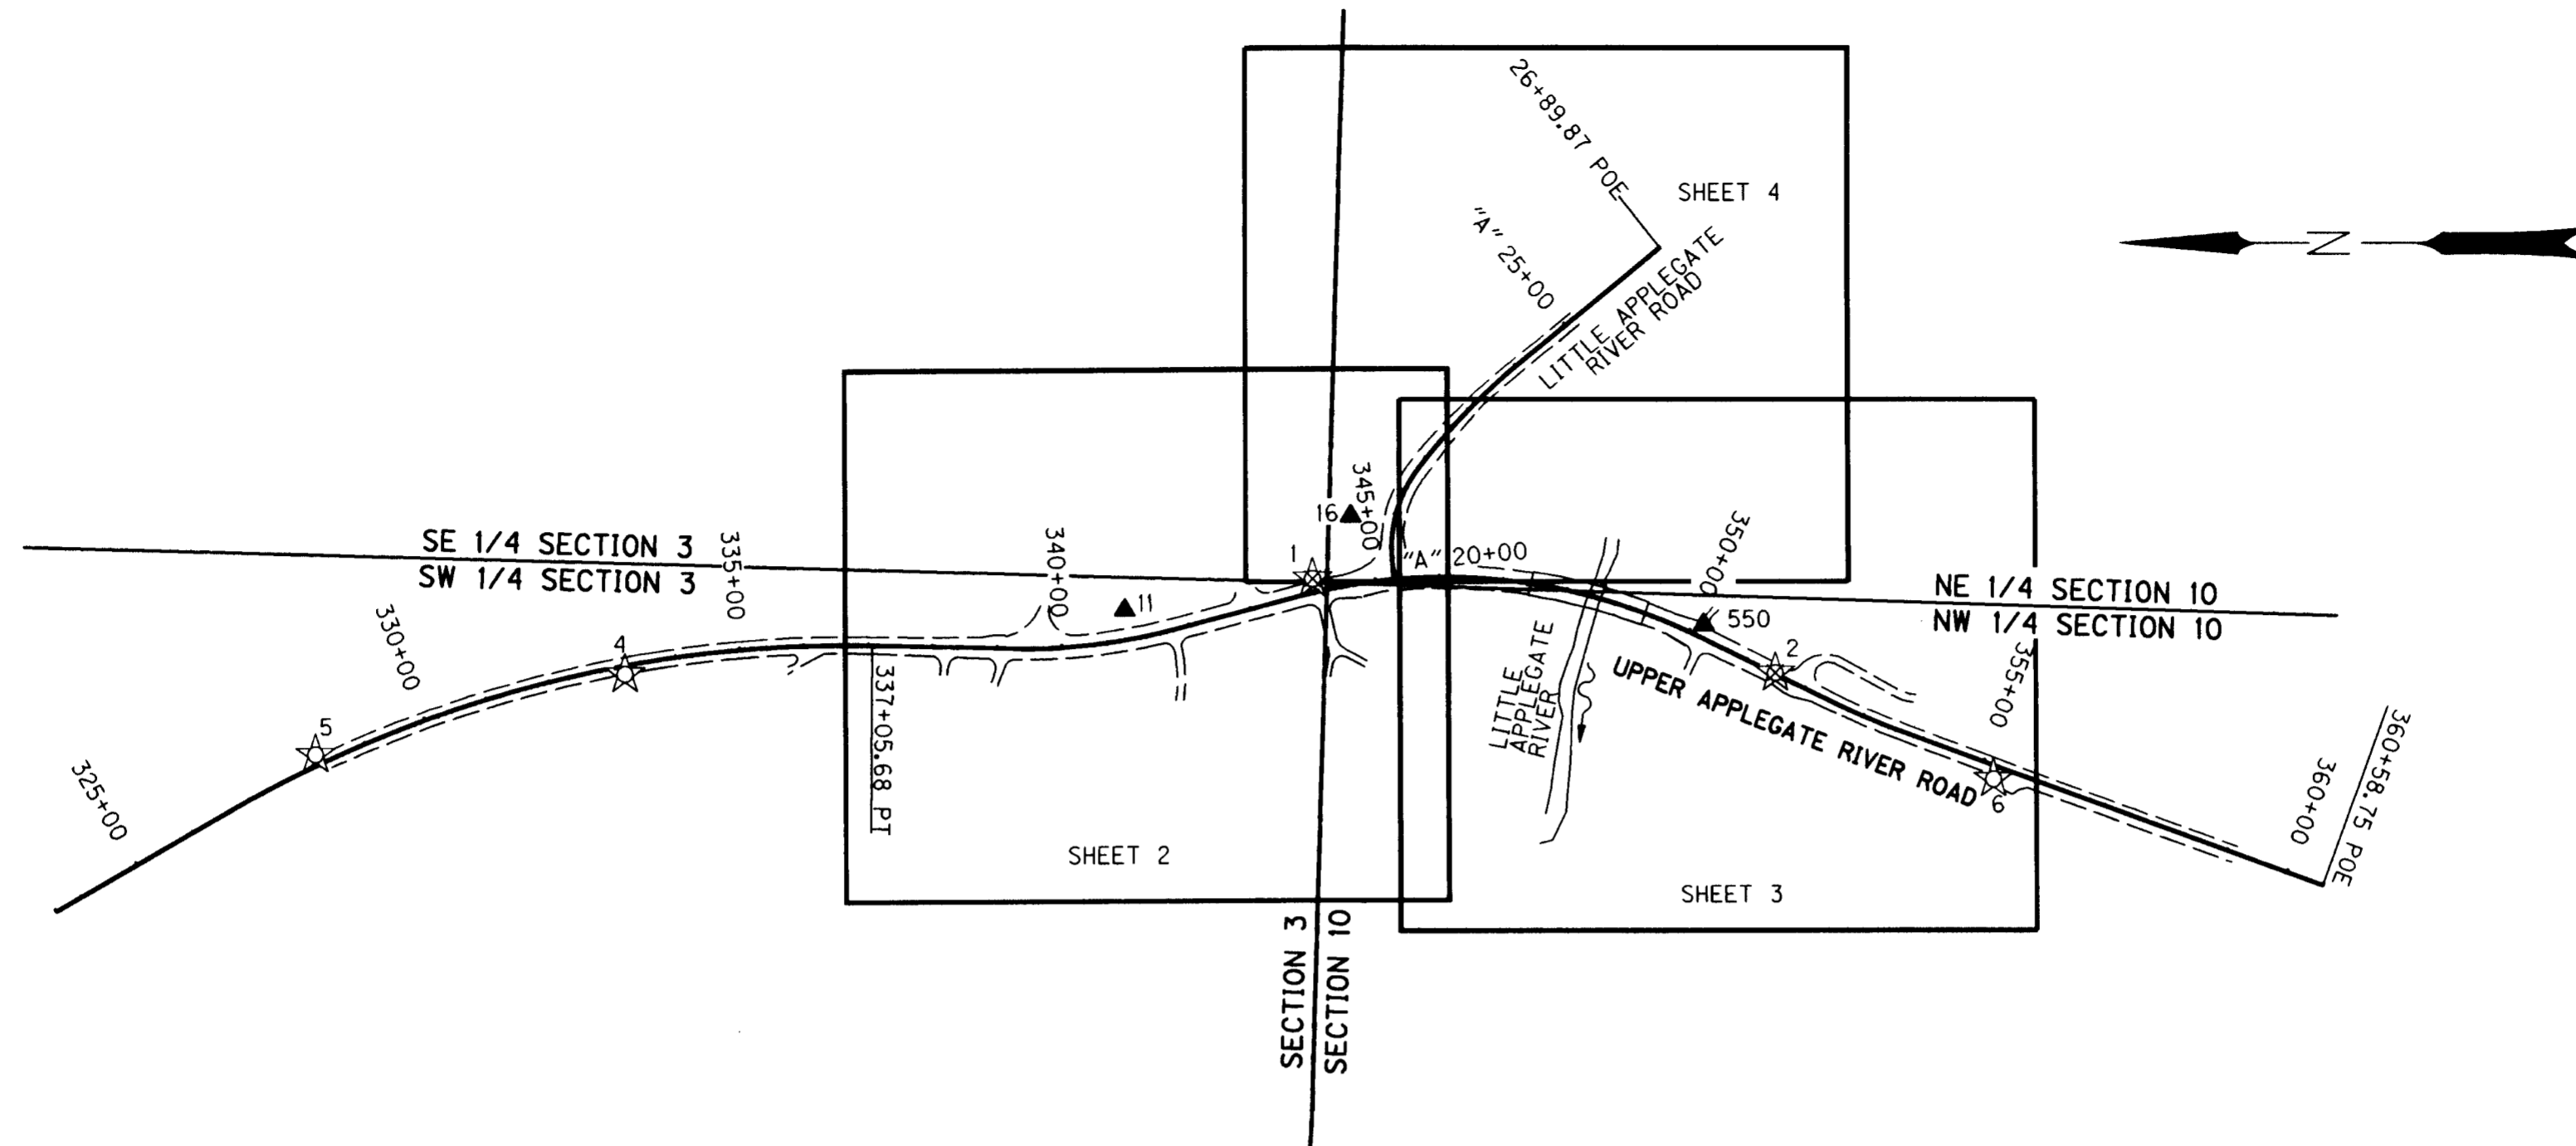 26+89.87 POE
SHEET 4
"A" 25+00
LITTLE APPLEGATE
RIVER ROAD
N
345+00
16
1
"A" 20+00
350+00
550
SE 1/4 SECTION 3
SW 1/4 SECTION 3
335+00
340+00
11
NE 1/4 SECTION 10
NW 1/4 SECTION 10
330+00
4
5
325+00
337+05.68 PT
LITTLE
APPLEGATE
RIVER
UPPER APPLEGATE RIVER ROAD
2
355+00
6
360+00
360+58.75 POE
SHEET 2
SHEET 3
SECTION 3
SECTION 10